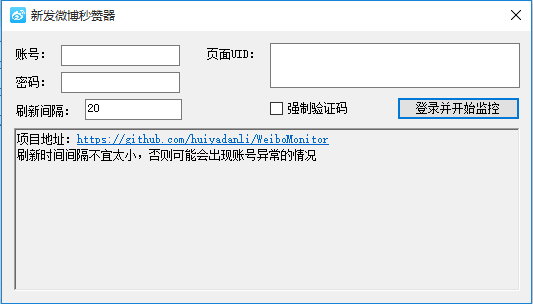 新发微博秒赞器
账号：
页面UID：
密码：
刷新间隔：
20
强制验证码
登录并开始监控
项目地址：https://github.com/huiyadanli/WeiboMonitor
刷新时间间隔不宜太小，否则可能会出现账号异常的情况